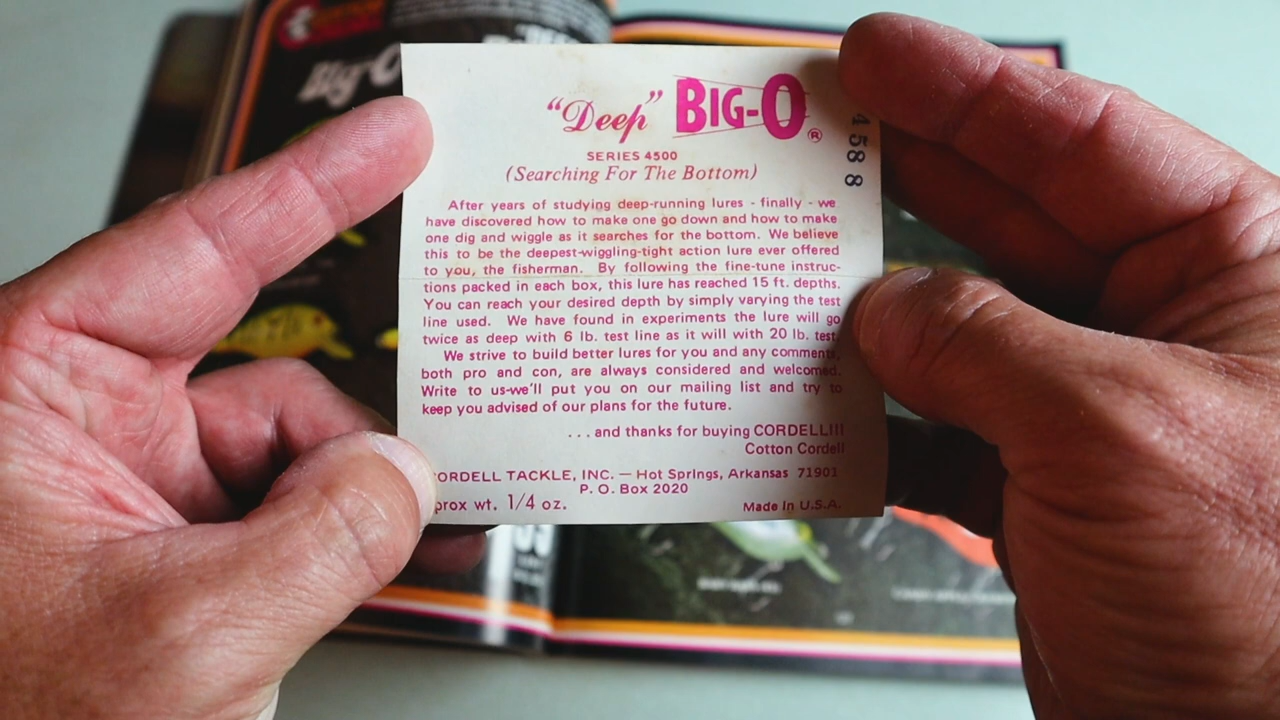 Big-O
"Deep" BIG-O®
4588
SERIES 4500
(Searching For The Bottom)
After years of studying deep-running lures - finally - we
have discovered how to make one go down and how to make
one dig and wiggle as it searches for the bottom. We believe
this to be the deepest-wiggling-tight action lure ever offered
to you, the fisherman. By following the fine-tune instruc-
tions packed in each box, this lure has reached 15 ft. depths.
You can reach your desired depth by simply varying the test
line used. We have found in experiments the lure will go
twice as deep with 6 lb. test line as it will with 20 lb. test.
We strive to build better lures for you and any comments,
both pro and con, are always considered and welcomed.
Write to us-we'll put you on our mailing list and try to
keep you advised of our plans for the future.
... and thanks for buying CORDELL!!!
Cotton Cordell
ORDELL TACKLE, INC. — Hot Springs, Arkansas 71901
P. O. Box 2020
prox wt. 1/4 oz.
Made In U.S.A.